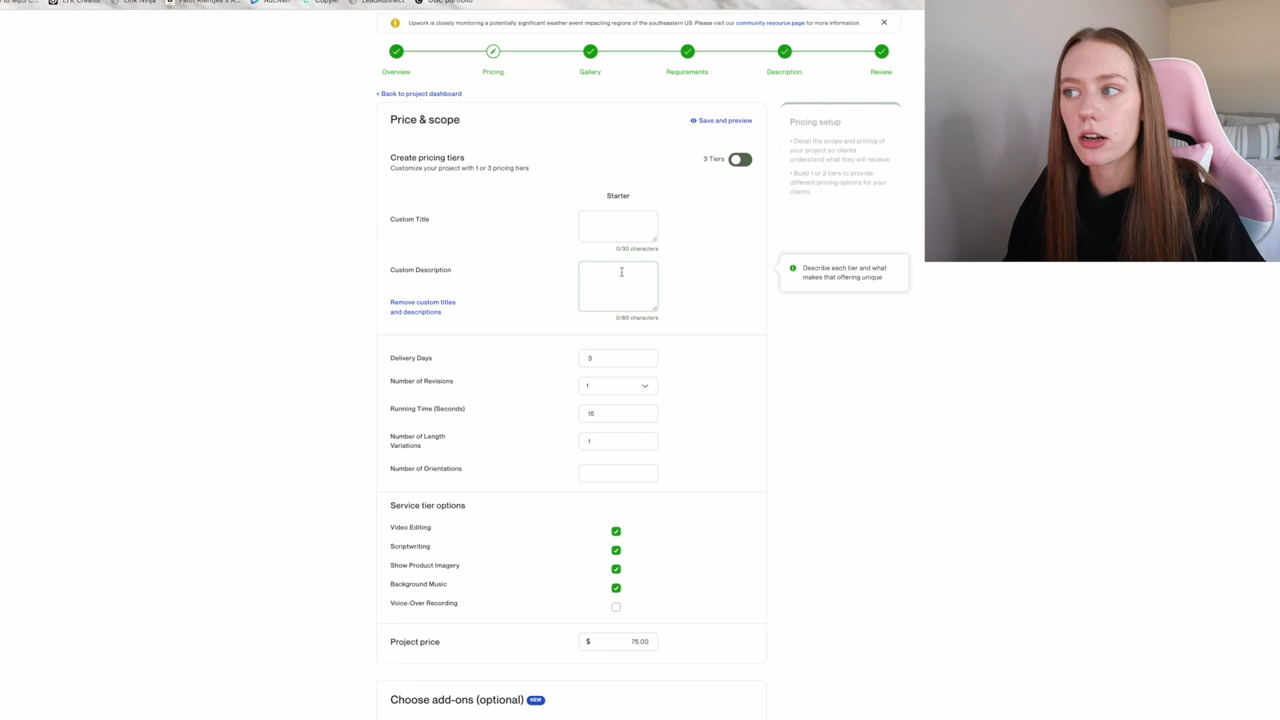 Link Ninja
CopyAI
LeadKonnect
UGC portfolio
Upwork is closely monitoring a potentially significant weather event impacting regions of the southeastern US. Please visit our community resource page for more information.
Overview Pricing Gallery Requirements Description Review
< Back to project dashboard
Price & scope
Save and preview
Create pricing tiers
Customize your project with 1 or 3 pricing tiers
3 Tiers
Starter
Custom Title
0/30 characters
Custom Description
0/80 characters
Remove custom titles
and descriptions
Delivery Days
3
Number of Revisions
1
Running Time (Seconds)
15
Number of Length
Variations
1
Number of Orientations
Service tier options
Video Editing
Scriptwriting
Show Product Imagery
Background Music
Voice-Over Recording
Project price
$ 75.00
Choose add-ons (optional) NEW
Pricing setup
• Detail the scope and pricing of
your project so clients
understand what they will receive.
• Build 1 or 3 tiers to provide
different pricing options for your
clients.
Describe each tier and what
makes that offering unique